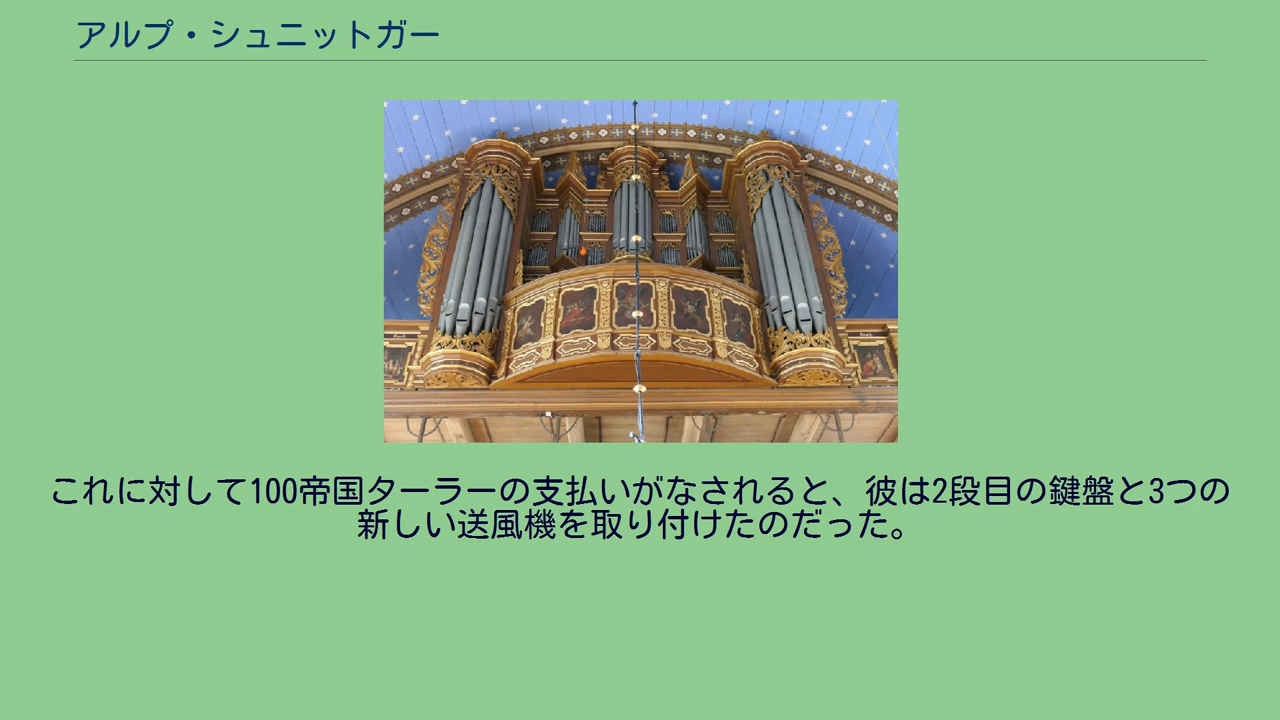 アルプ・シュニットガー
これに対して100帝国ターラーの支払いがなされると、彼は2段目の鍵盤と3つの
新しい送風機を取り付けたのだった。